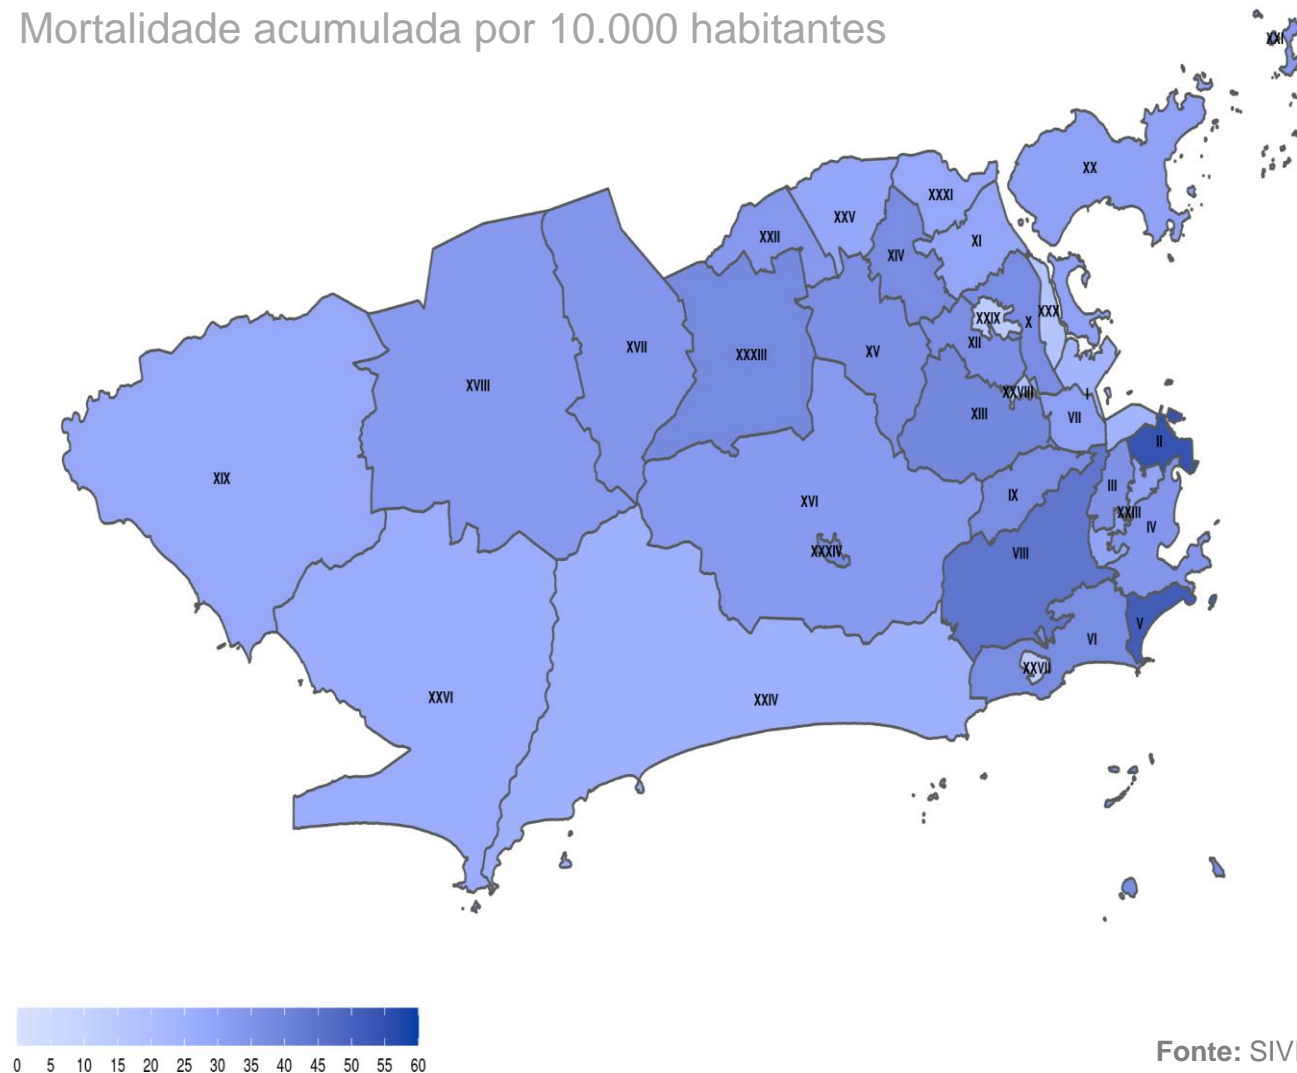 Mortalidade acumulada por 10.000 habitantes
XXI
XX
XXXI
XXV
XXII
XI
XIV
XXX
XXIX
X
XII
XVII
XXXIII
XV
XVIII
XXVIII
I
XIII
VII
II
XIX
III
IX
XVI
XXIII
IV
XXXIV
VIII
V
VI
XXVII
XXVI
XXIV
0 5 10 15 20 25 30 35 40 45 50 55 60
Fonte: